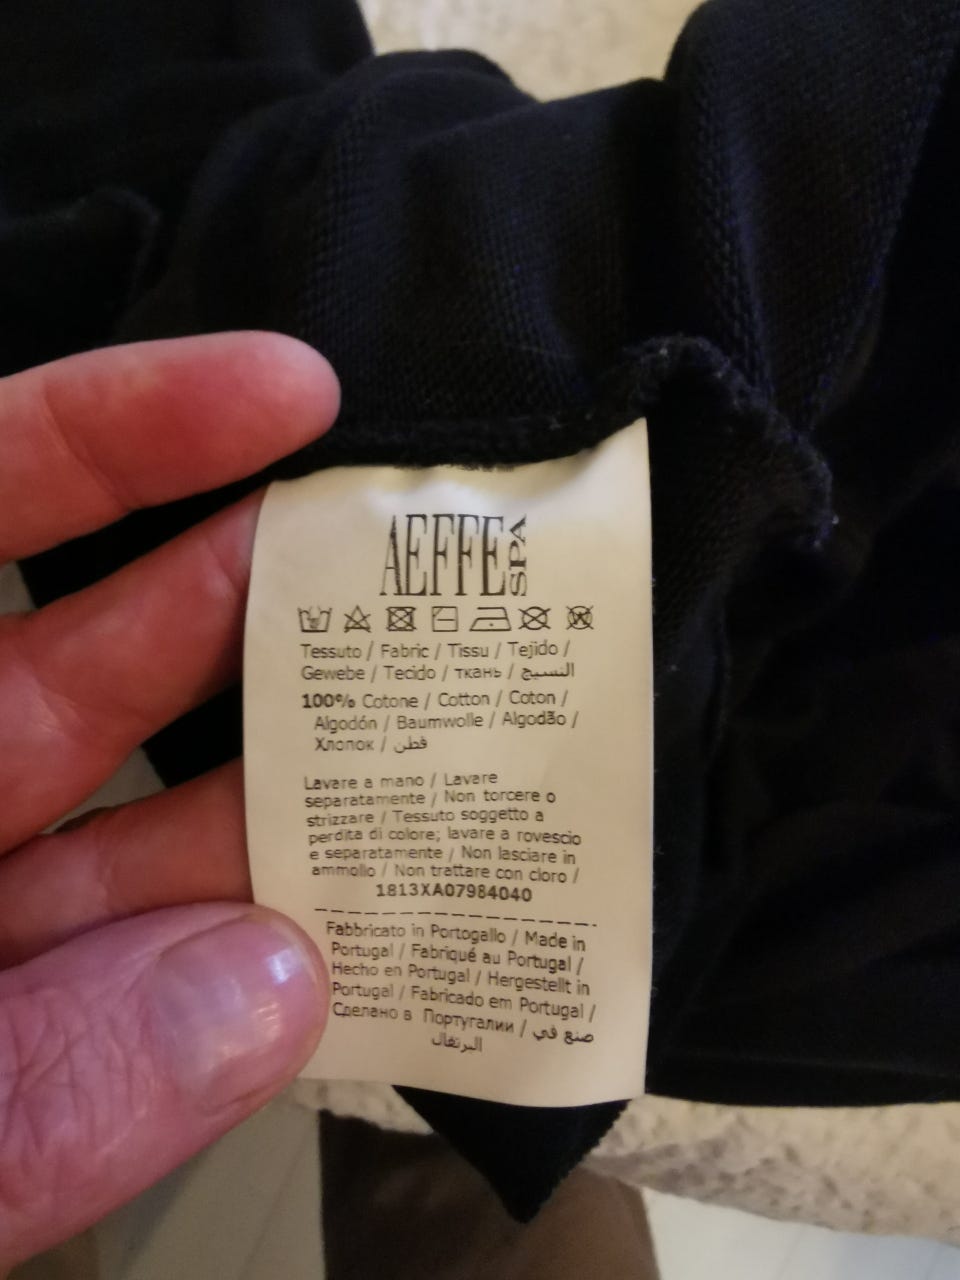 AEFFE SPA
Tessuto / Fabric / Tissu / Tejido /
Gewebe / Tecido / ткань / النسيج
100% Cotone / Cotton / Coton /
Algodón / Baumwolle / Algodão /
Хлопок / قطن
Lavare a mano / Lavare
separatamente / Non torcere o
strizzare / Tessuto soggetto a
perdita di colore; lavare a rovescio
e separatamente / Non lasciare in
ammollo / Non trattare con cloro /
1813XA07984040
Fabbricato in Portogallo / Made in
Portugal / Fabriqué au Portugal /
Hecho en Portugal / Hergestellt in
Portugal / Fabricado em Portugal /
Сделано в Португалии / صنع في
البرتغال